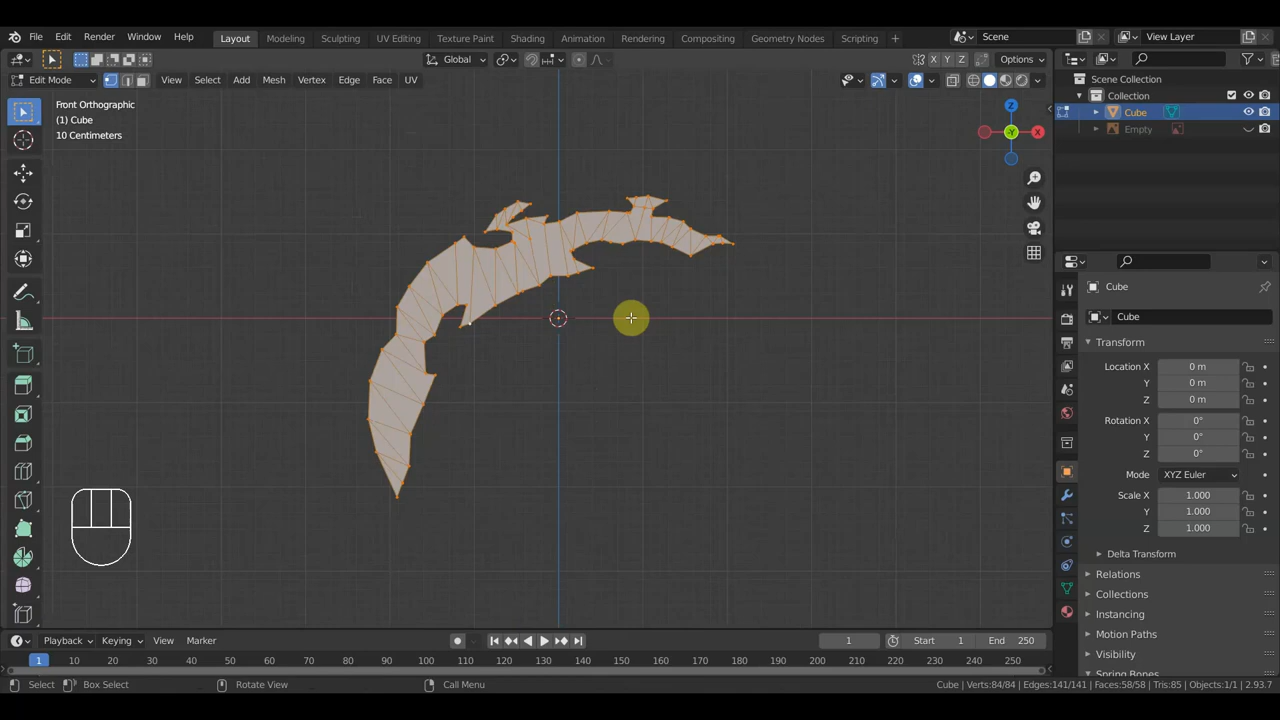 File Edit Render Window Help Layout Modeling Sculpting UV Editing Texture Paint Shading Animation Rendering Compositing Geometry Nodes Scripting + Scene View Layer
Global X Y Z Options
Edit Mode View Select Add Mesh Vertex Edge Face UV
Front Orthographic
(1) Cube
10 Centimeters
Z
X
-Y
Scene Collection
Collection
Cube
Empty
Cube
Cube
Transform
Location X 0 m
Y 0 m
Z 0 m
Rotation X 0°
Y 0°
Z 0°
Mode XYZ Euler
Scale X 1.000
Y 1.000
Z 1.000
Delta Transform
Relations
Collections
Instancing
Motion Paths
Visibility
Spring Bones
Playback Keying View Marker 1 Start 1 End 250
1 10 20 30 40 50 60 70 80 90 100 110 120 130 140 150 160 170 180 190 200 210 220 230 240 250
Select Box Select Rotate View Call Menu Cube | Verts:84/84 | Edges:141/141 | Faces:58/58 | Tris:85 | Objects:1/1 | 2.93.7